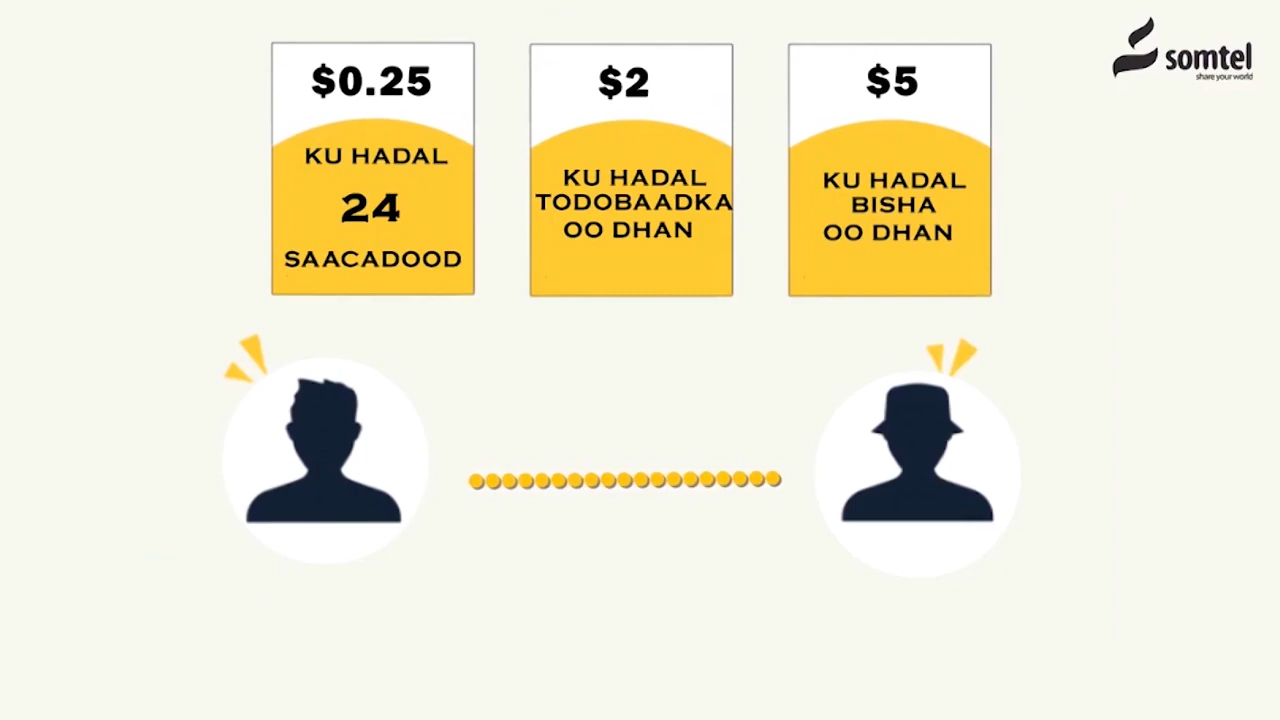 $0.25
KU HADAL
24
SAACADOOD
$2
KU HADAL
TODOBAADKA
OO DHAN
$5
KU HADAL
BISHA
OO DHAN
somtel
share your world